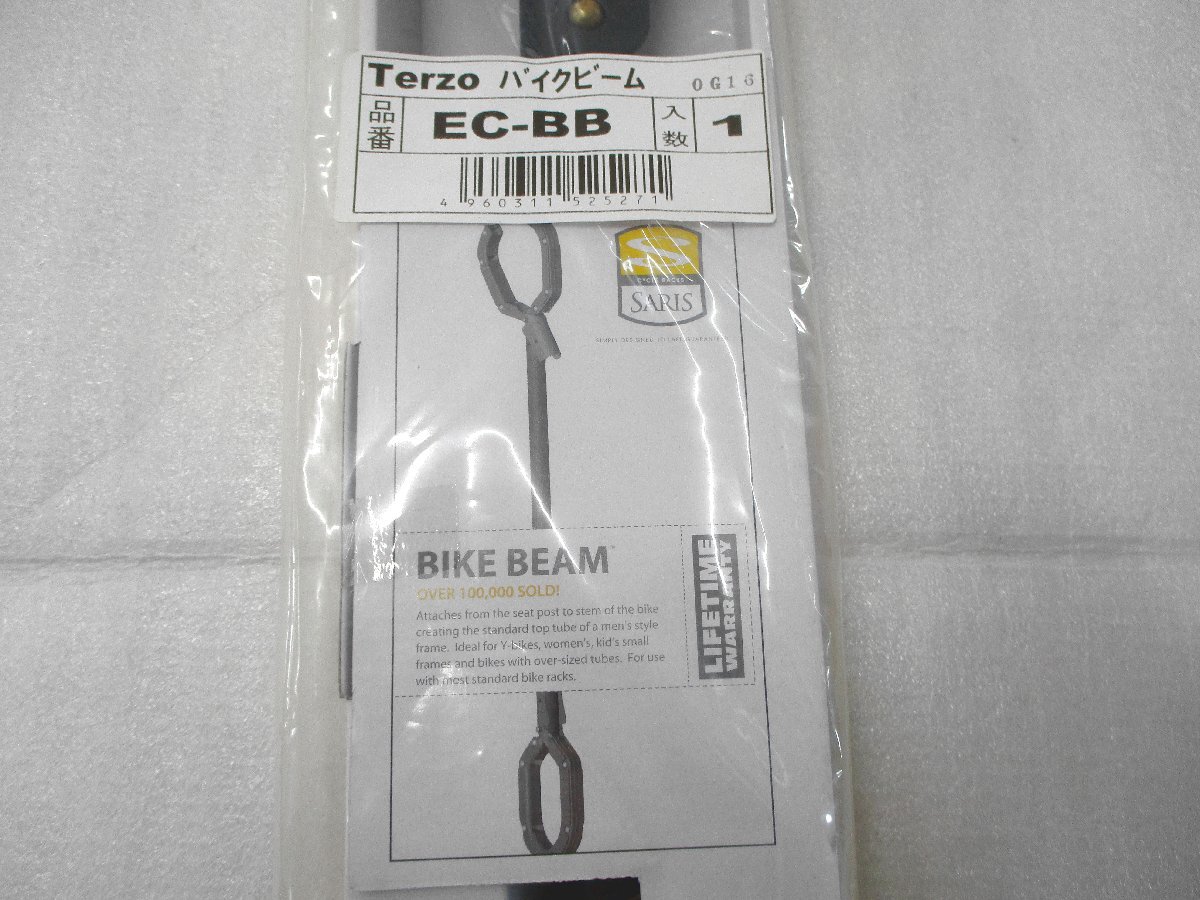 Terzo バイクビーム 0G16
品番 EC-BB 入数 1
4 960311 525271
S
CYCLE RACKS
SARIS
BIKE BEAM™
OVER 100,000 SOLD!
Attaches from the seat post to stem of the bike
creating the standard top tube of a men's style
frame. Ideal for Y-bikes, women's, kid's small
frames and bikes with over-sized tubes. For use
with most standard bike racks.
LIFETIME
WARRANTY